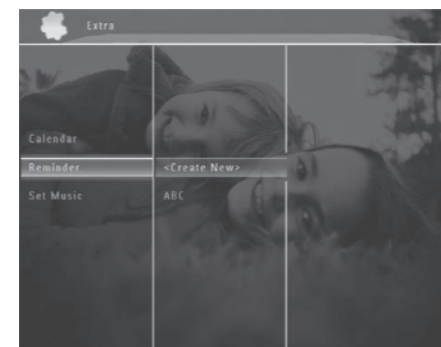 Extra
Calendar
Reminder
<Create New>
Set Music
ABC